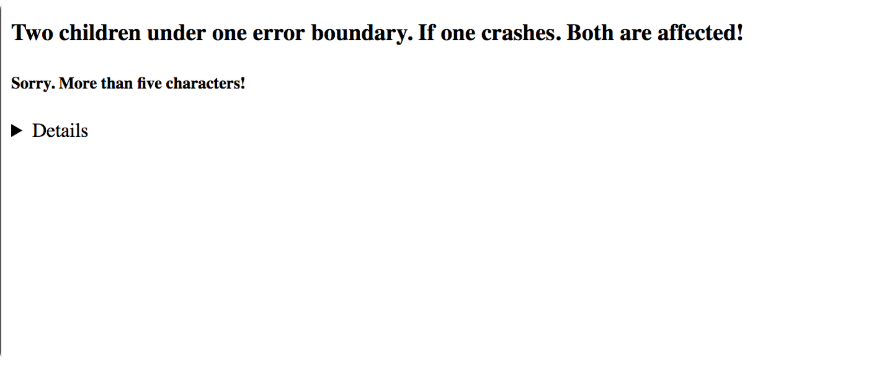 Two children under one error boundary. If one crashes. Both are affected!
Sorry. More than five characters!
Details